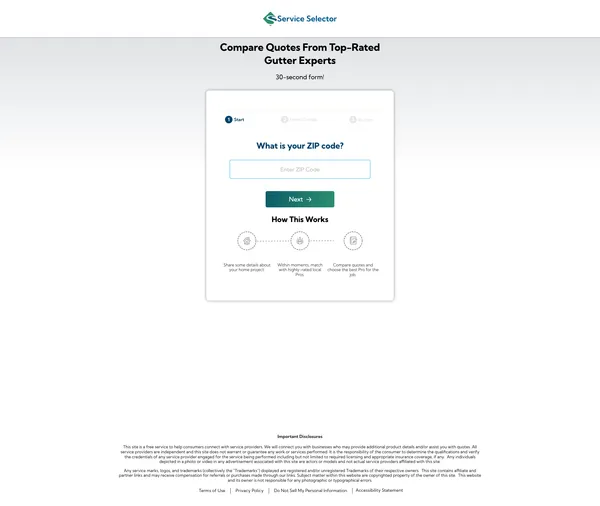 Service Selector
Compare Quotes From Top-Rated
Gutter Experts
30-second form!
1 Start
2
3
What is your ZIP code?
Enter ZIP Code
Next →
How This Works
Share some details about
your home project
Within moments, match
with highly-rated local
Pros
Compare quotes and
choose the best Pro for the
job
Important Disclosures
This site is a free service to help consumers connect with service providers. We will connect you with businesses who may provide additional product details and/or assist you with quotes. All
service providers are independent and this site does not warrant or guarantee any work or services performed. It is the responsibility of the consumer to determine the qualifications and verify
the credentials of any service provider engaged for the service being performed including but not limited to required licensing and appropriate insurance coverage, if any. Any individuals
depicted in a photo or video in any advertisement associated with this site are actors or models and not actual service providers affiliated with this site
Any service marks, logos, and trademarks (collectively the "Trademarks") displayed are registered and/or unregistered Trademarks of their respective owners. This site contains affiliate and
partner links and may receive compensation for referrals or purchases made through our links. Subject matter within this website are copyrighted property of the owner of this site. This website
and its owner is not responsible for any photographic or typographical errors.
Terms of Use | Privacy Policy | Do Not Sell My Personal Information | Accessibility Statement